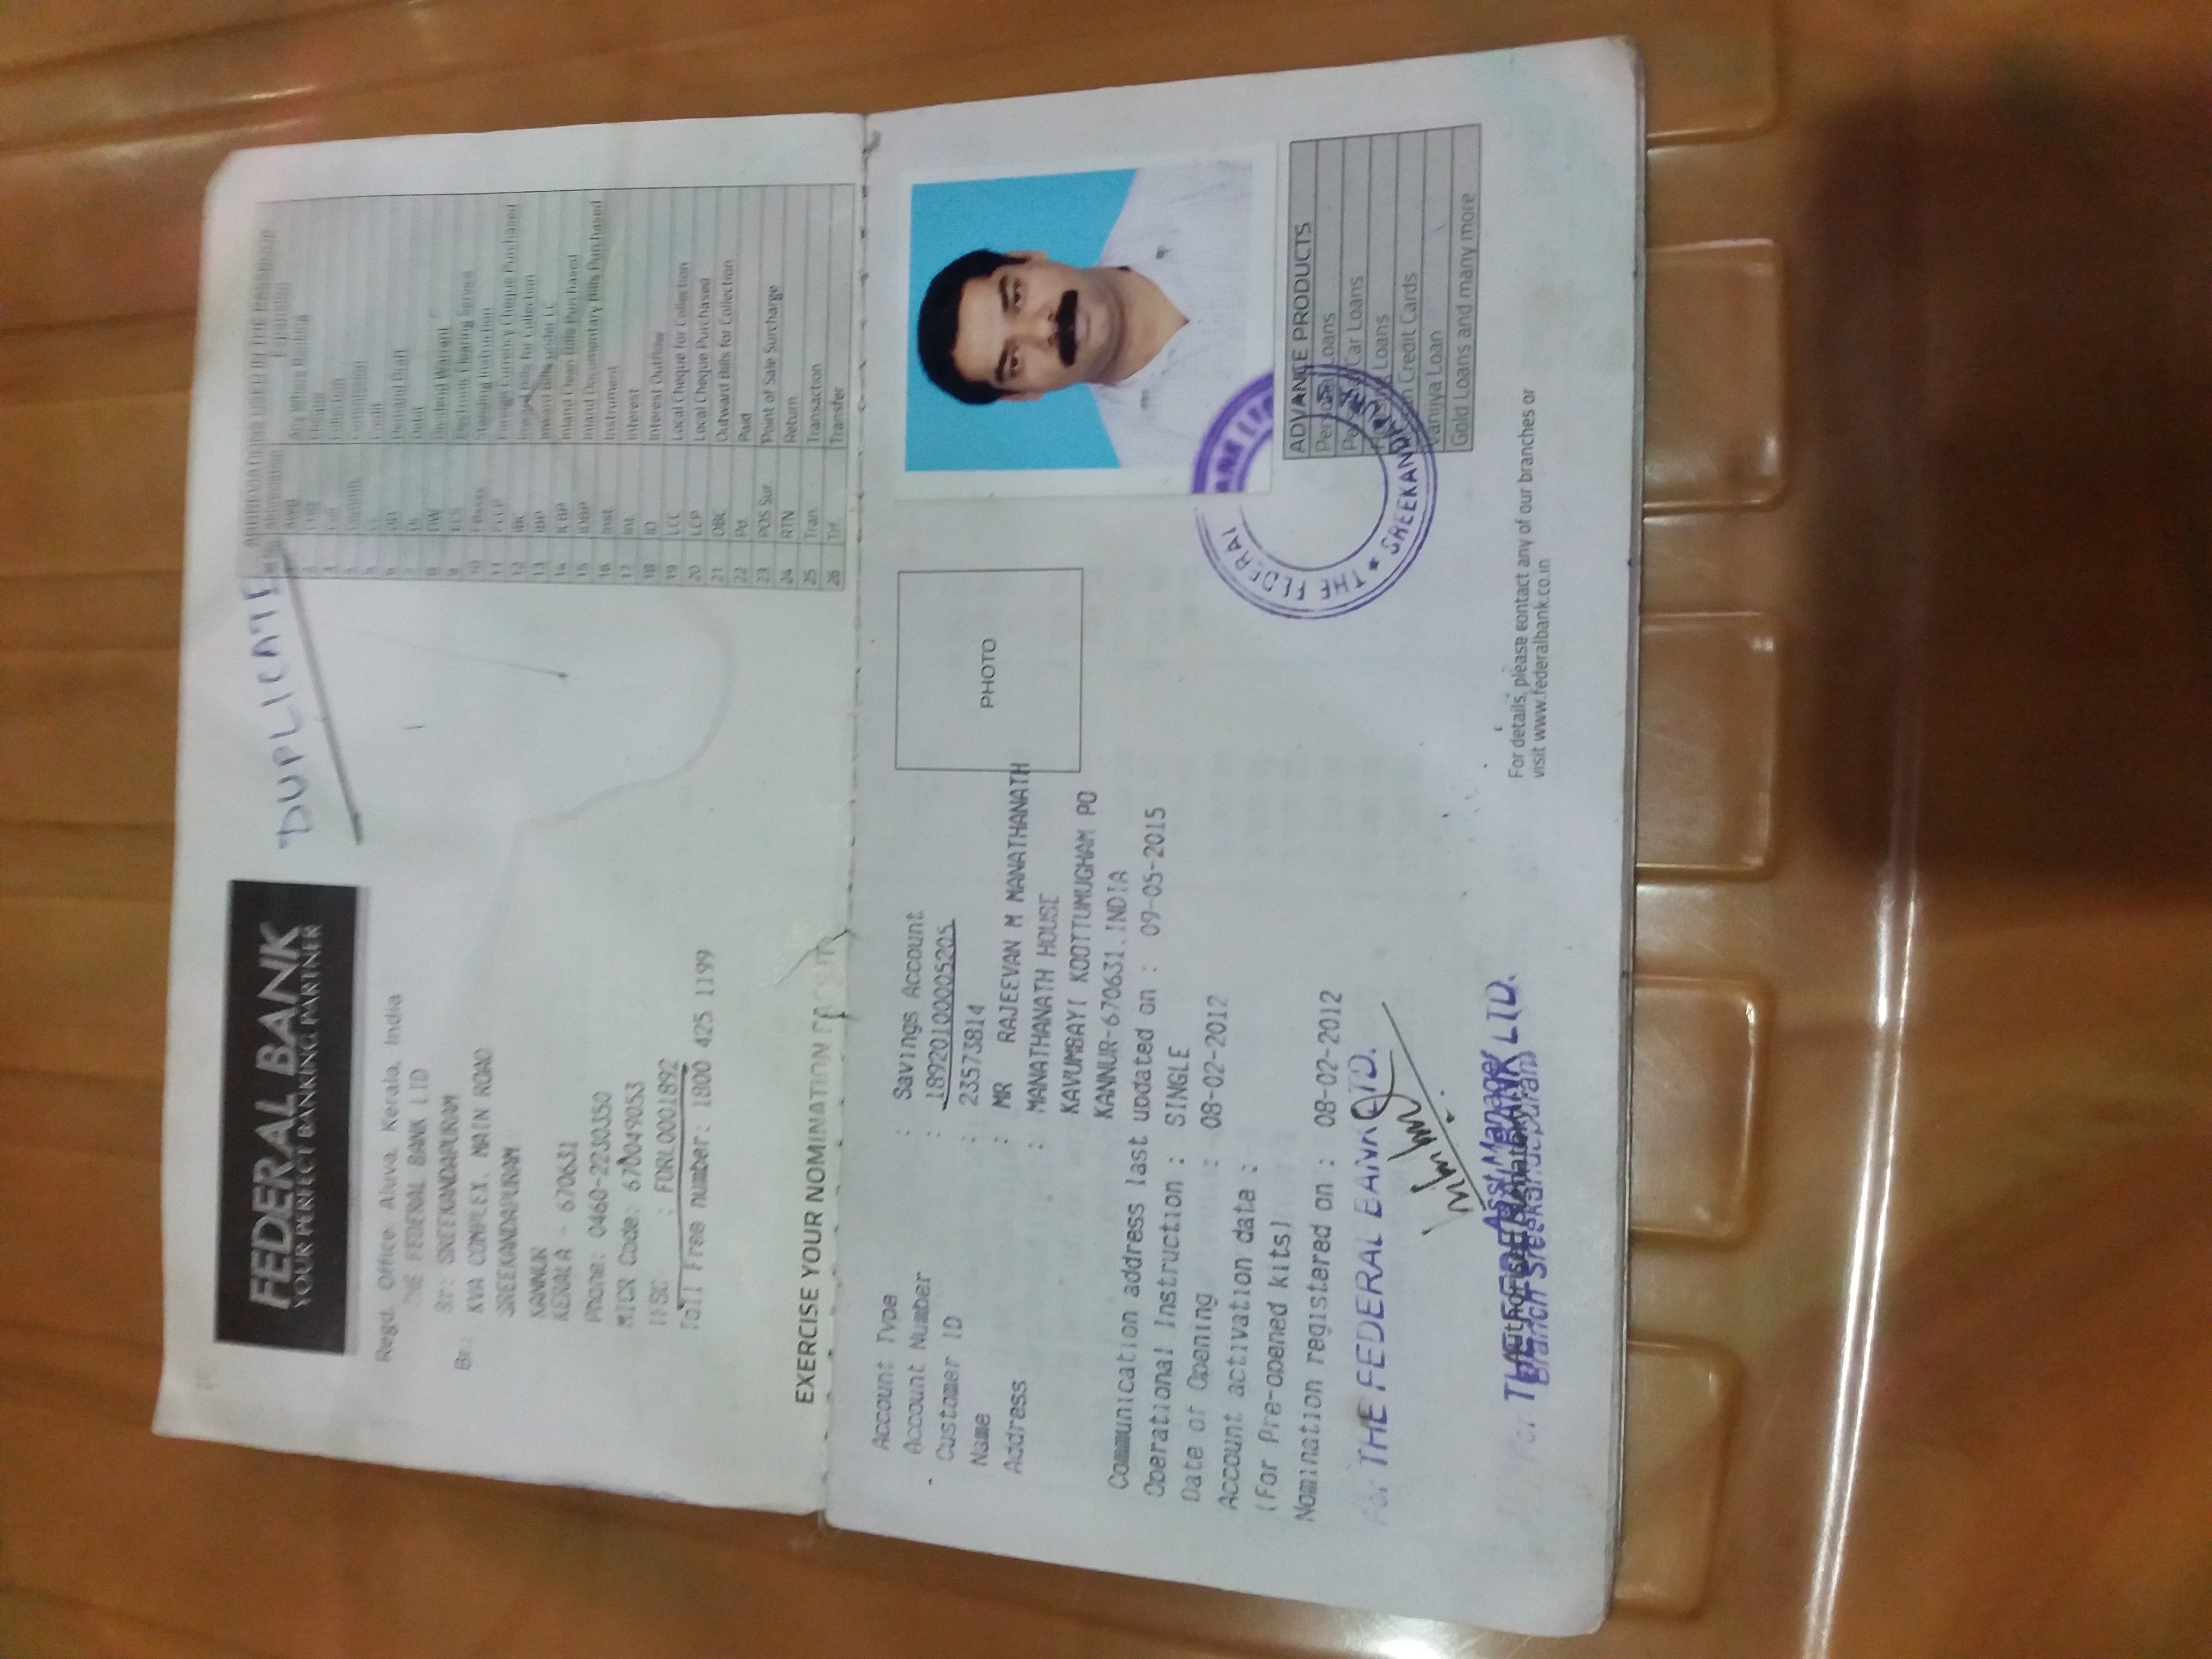 FEDERAL BANK
YOUR PERFECT BANKING PARTNER
DUPLICATE
Regd. Office: Aluva, Kerala, India
THE FEDERAL BANK LTD
Br: SREEKANDAPURAM
Br.:
KVA COMPLEX, MAIN ROAD
SREEKANDAPURAM
KANNUR
KERALA - 670631
Phone: 0460-2230350
MICR Code: 670049053
IFSC : FDRL0001892
Toll Free number: 1800 425 1199
EXERCISE YOUR NOMINATION FACILITY
ABBREVIATIONS USED IN THE PASSBOOK
Abbreviation Expansion
AWB Any Where Banking
Cheque
3 Coll Collection
4 Comm. Commission
5 Credit
6 DD Demand Draft
7 Dr. Debit
8 DW Dividend Warrant
9 ECS Electronic Clearing Service
10 Standing Instruction
11 FCCP Foreign Currency Cheque Purchased
12 IBC Inward Bills for Collection
13 IBP Inward Bills under LC
14 ICBP Inland Clean Bills Purchased
15 IDBP Inland Documentary Bills Purchased
16 Inst. Instrument
17 Int. Interest
18 IO Interest Outflow
19 LCC Local Cheque for Collection
20 LCP Local Cheque Purchased
21 OBC Outward Bills for Collection
22 Pd. Paid
23 POS Sur. Point of Sale Surcharge
24 RTN Return
25 Tran. Transaction
26 Trf. Transfer
Account Type : Savings Account
Account Number : 18920100005205
Customer ID : 23573814
Name : MR RAJEEVAN M MANATHANATH
Address : MANATHANATH HOUSE
KAVUMBAYI KOOTTUMUGHAM PO
KANNUR-670631,INDIA
Communication address last updated on : 09-05-2015
Operational Instruction : SINGLE
Date of Opening : 08-02-2012
Account activation date :
(For Pre-opened kits)
Nomination registered on : 08-02-2012
For THE FEDERAL BANK LTD.
Asst. Manager
For THE FEDERAL BANK LTD.
Authorised Signatory
Branch Sreekandapuram
PHOTO
THE FEDERAL BANK LTD
★ SREEKANDAPURAM
ADVANCE PRODUCTS
Personal Loans
Personal Car Loans
Housing Loans
Kissan Credit Cards
Vanijya Loan
Gold Loans and many more
For details, please contact any of our branches or
visit www.federalbank.co.in